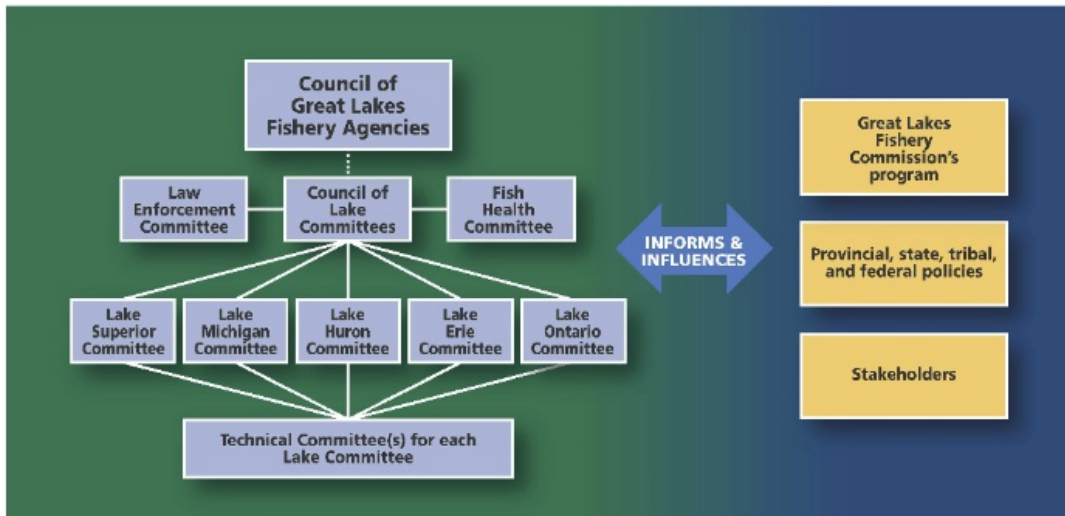 Council of
Great Lakes
Fishery Agencies
Law
Enforcement
Committee
Council of
Lake
Committees
Fish
Health
Committee
Lake
Superior
Committee
Lake
Michigan
Committee
Lake
Huron
Committee
Lake
Erie
Committee
Lake
Ontario
Committee
Technical Committee(s) for each
Lake Committee
INFORMS &
INFLUENCES
Great Lakes
Fishery
Commission's
program
Provincial, state, tribal,
and federal policies
Stakeholders